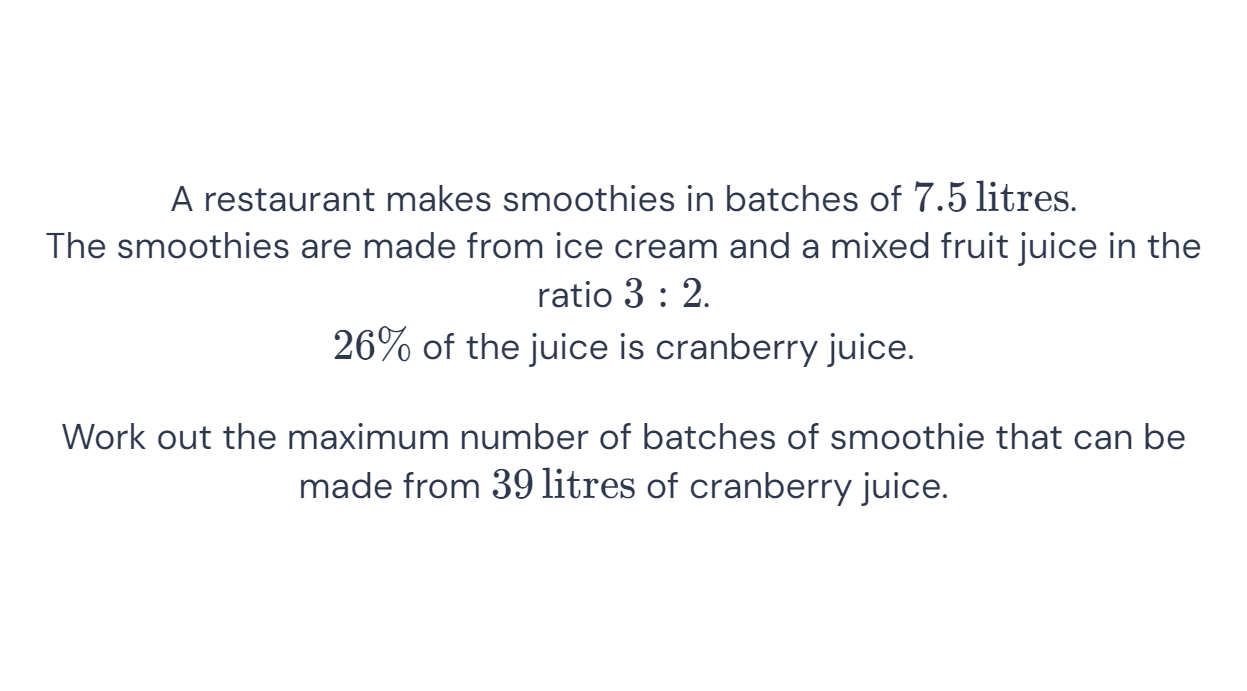 A restaurant makes smoothies in batches of 7.5 litres.
The smoothies are made from ice cream and a mixed fruit juice in the
ratio 3 : 2.
26% of the juice is cranberry juice.
Work out the maximum number of batches of smoothie that can be
made from 39 litres of cranberry juice.